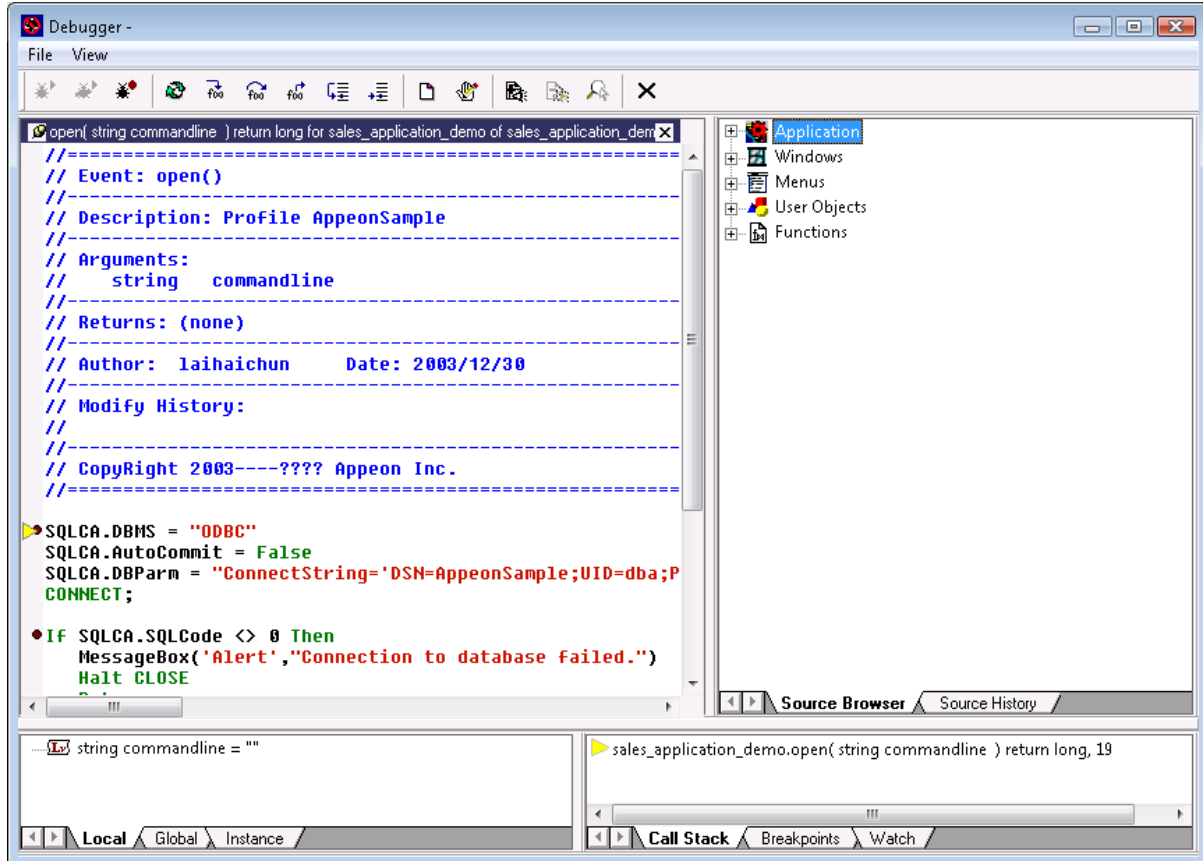 Debugger -
File View
foo foo foo
open( string commandline ) return long for sales_application_demo of sales_application_dem
//=======================================================
// Event: open()
//-------------------------------------------------------
// Description: Profile AppeonSample
//-------------------------------------------------------
// Arguments:
// string commandline
//-------------------------------------------------------
// Returns: (none)
//-------------------------------------------------------
// Author: laihaichun Date: 2003/12/30
//-------------------------------------------------------
// Modify History:
//
//-------------------------------------------------------
// CopyRight 2003----???? Appeon Inc.
//=======================================================
SQLCA.DBMS = "ODBC"
SQLCA.AutoCommit = False
SQLCA.DBParm = "ConnectString='DSN=AppeonSample;UID=dba;P
CONNECT;
If SQLCA.SQLCode <> 0 Then
MessageBox('Alert',"Connection to database failed.")
Halt CLOSE
Application
Windows
Menus
User Objects
Functions
Source Browser Source History
Lv string commandline = ""
Local Global Instance
sales_application_demo.open( string commandline ) return long, 19
Call Stack Breakpoints Watch